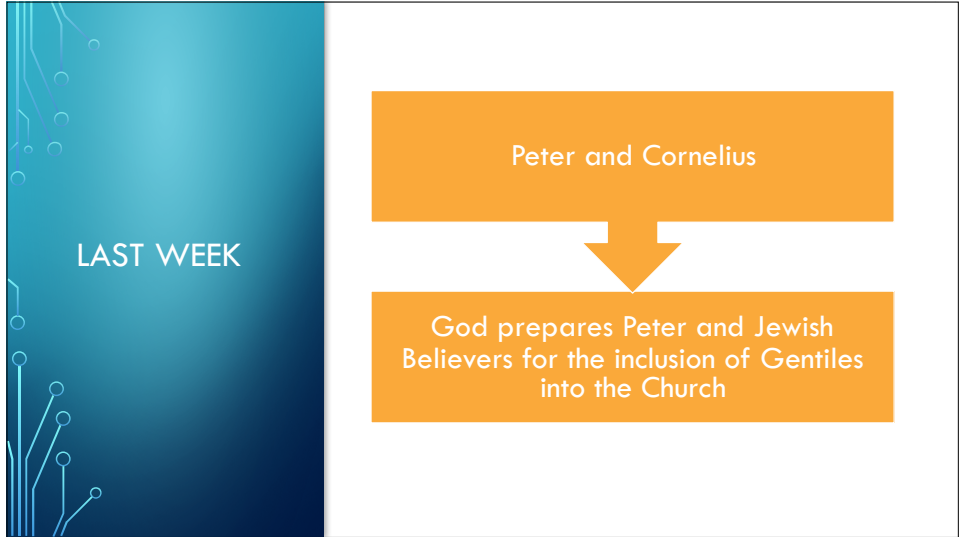 LAST WEEK
Peter and Cornelius
God prepares Peter and Jewish
Believers for the inclusion of Gentiles
into the Church